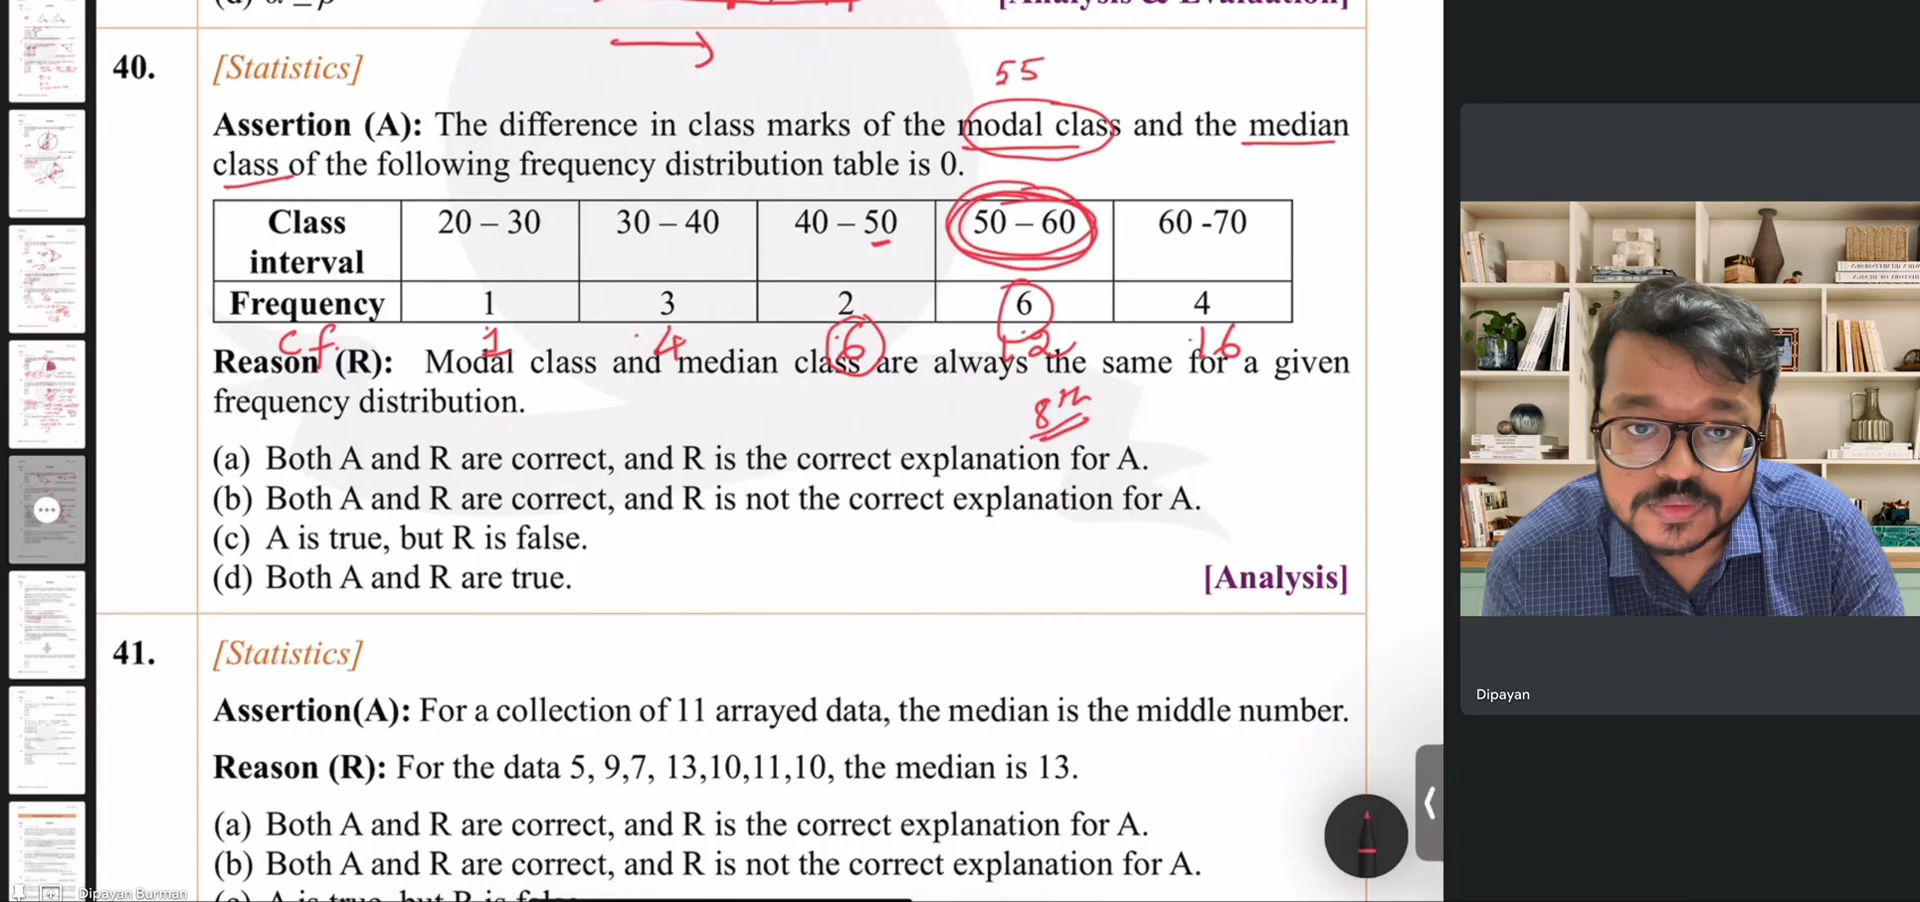 40.
[Statistics]
55
Assertion (A): The difference in class marks of the modal class and the median
class of the following frequency distribution table is 0.
Class interval 20 – 30 30 – 40 40 – 50 50 – 60 60 -70
Frequency 1 3 2 6 4
cf. 1 4 6 12 16
Reason (R): Modal class and median class are always the same for a given
frequency distribution.
8th
(a) Both A and R are correct, and R is the correct explanation for A.
(b) Both A and R are correct, and R is not the correct explanation for A.
(c) A is true, but R is false.
(d) Both A and R are true.
[Analysis]
41.
[Statistics]
Assertion(A): For a collection of 11 arrayed data, the median is the middle number.
Reason (R): For the data 5, 9,7, 13,10,11,10, the median is 13.
(a) Both A and R are correct, and R is the correct explanation for A.
(b) Both A and R are correct, and R is not the correct explanation for A.
Dipayan Burman
Dipayan